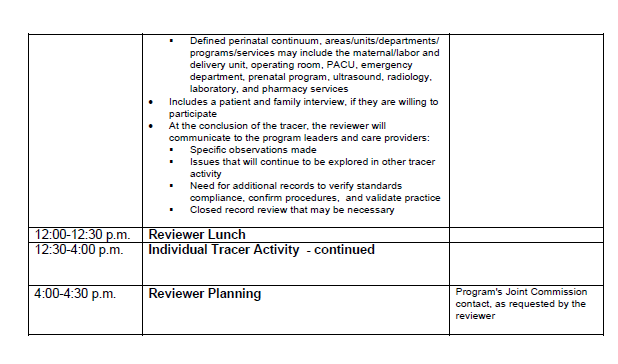 ▪ Defined perinatal continuum, areas/units/departments/
programs/services may include the maternal/labor and
delivery unit, operating room, PACU, emergency
department, prenatal program, ultrasound, radiology,
laboratory, and pharmacy services
• Includes a patient and family interview, if they are willing to
participate
• At the conclusion of the tracer, the reviewer will
communicate to the program leaders and care providers:
▪ Specific observations made
▪ Issues that will continue to be explored in other tracer
activity
▪ Need for additional records to verify standards
compliance, confirm procedures, and validate practice
▪ Closed record review that may be necessary
12:00-12:30 p.m. Reviewer Lunch
12:30-4:00 p.m. Individual Tracer Activity - continued
4:00-4:30 p.m. Reviewer Planning Program's Joint Commission
contact, as requested by the
reviewer